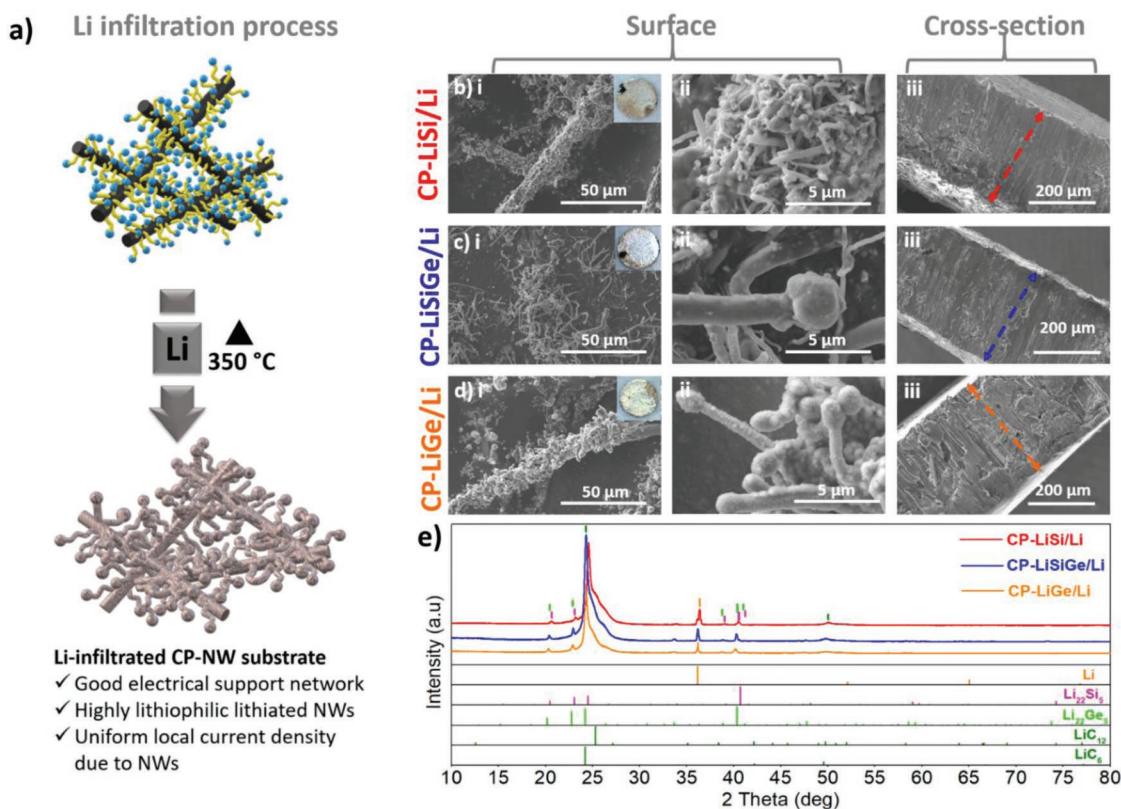 a)
Li infiltration process
Li
350 °C
Li-infiltrated CP-NW substrate
✓ Good electrical support network
✓ Highly lithiophilic lithiated NWs
✓ Uniform local current density
due to NWs
Surface
Cross-section
CP-LiSi/Li
b) i
50 µm
ii
5 µm
iii
200 µm
CP-LiSiGe/Li
c) i
50 µm
ii
5 µm
iii
200 µm
CP-LiGe/Li
d) i
50 µm
ii
5 µm
iii
200 µm
e)
CP-LiSi/Li
CP-LiSiGe/Li
CP-LiGe/Li
Intensity (a.u)
Li
Li₂₂Si₅
Li₂₂Ge₅
LiC₁₂
LiC₆
10 15 20 25 30 35 40 45 50 55 60 65 70 75 80
2 Theta (deg)